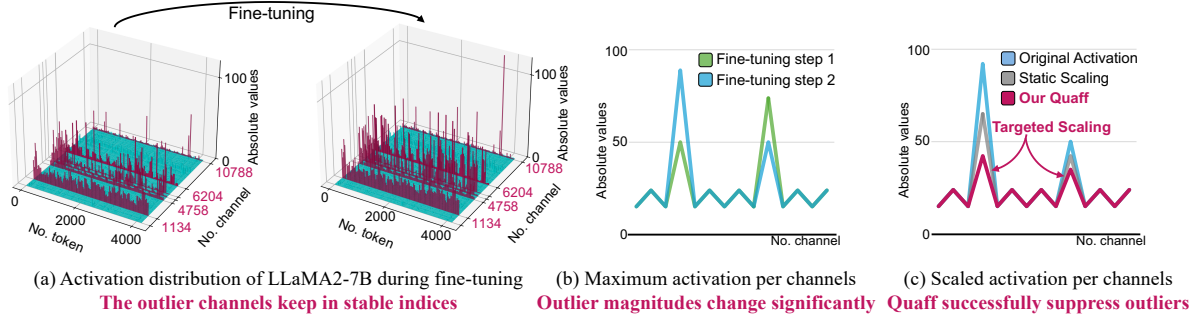 Fine-tuning
100
0
Absolute values
10788
6204
4758
1134
No. channel
0
2000
4000
No. token
100
0
Absolute values
10788
6204
4758
1134
No. channel
0
2000
4000
No. token
(a) Activation distribution of LLaMA2-7B during fine-tuning
The outlier channels keep in stable indices
100
50
0
Absolute values
Fine-tuning step 1
Fine-tuning step 2
No. channel
(b) Maximum activation per channels
Outlier magnitudes change significantly
100
50
0
Absolute values
Original Activation
Static Scaling
Our Quaff
Targeted Scaling
No. channel
(c) Scaled activation per channels
Quaff successfully suppress outliers